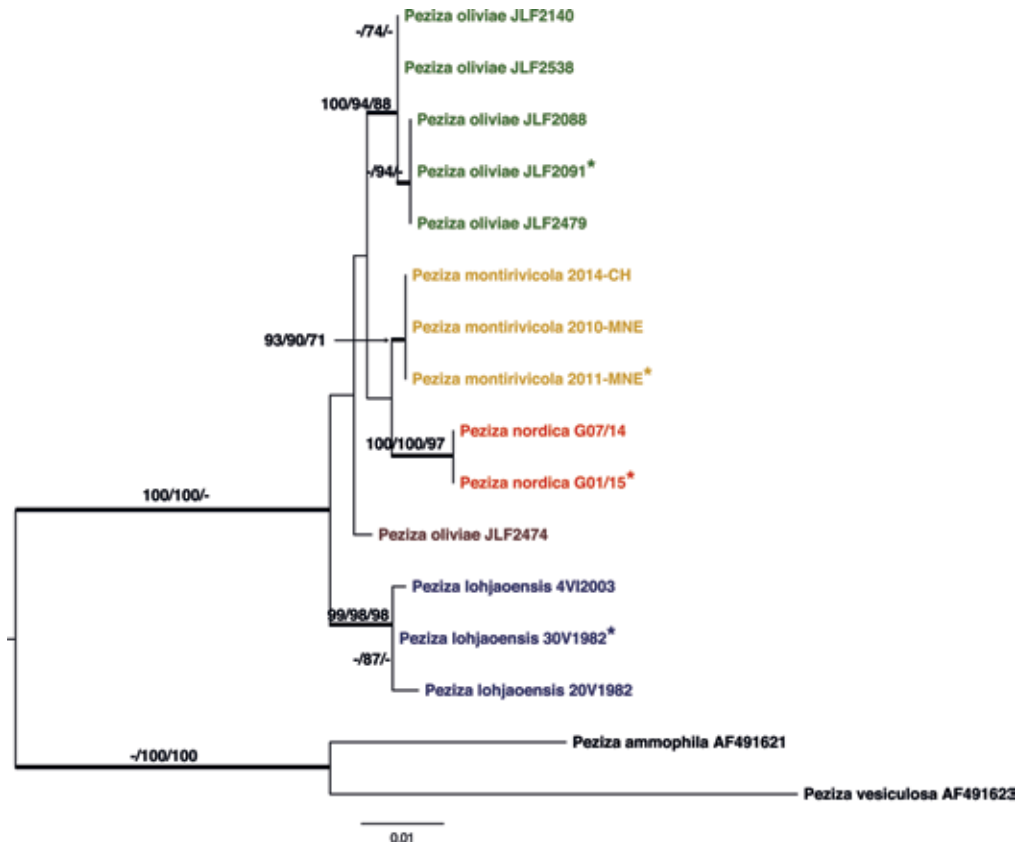 Peziza oliviae JLF2140
-/74/-
Peziza oliviae JLF2538
100/94/88
Peziza oliviae JLF2088
-/94/-
Peziza oliviae JLF2091*
Peziza oliviae JLF2479
Peziza montirivicola 2014-CH
Peziza montirivicola 2010-MNE
93/90/71
Peziza montirivicola 2011-MNE*
Peziza nordica G07/14
100/100/97
Peziza nordica G01/15*
100/100/-
Peziza oliviae JLF2474
Peziza lohjaoensis 4VI2003
99/98/98
Peziza lohjaoensis 30V1982*
-/87/-
Peziza lohjaoensis 20V1982
Peziza ammophila AF491621
-/100/100
Peziza vesiculosa AF491623
0.01